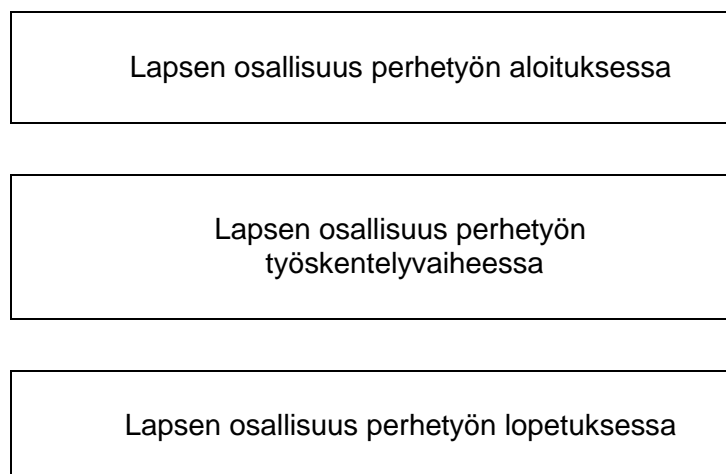 Lapsen osallisuus perhetyön aloituksessa
Lapsen osallisuus perhetyön
työskentelyvaiheessa
Lapsen osallisuus perhetyön lopetuksessa